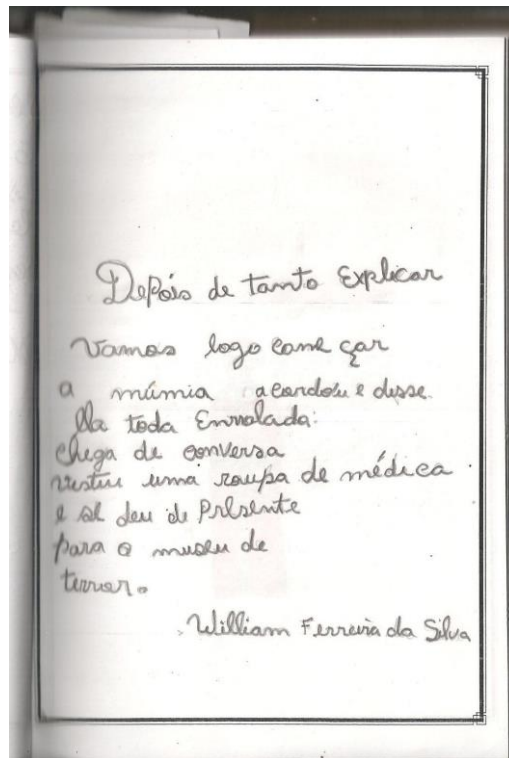 Depois de tanto Explicar
Vamos logo come çar
a múmia acordou e disse.
Ela toda Enrolada:
chega de conversa
vestiu uma roupa de médica
e se deu de Presente
para o museu de
terror.
William Ferreira da Silva